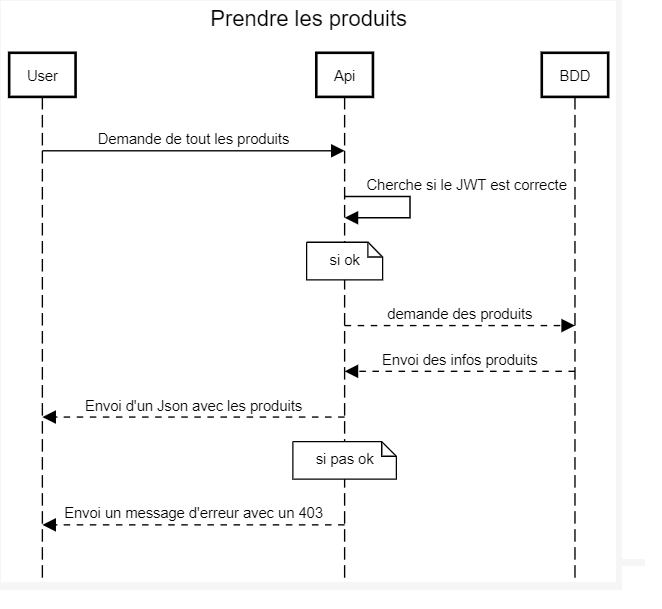 Prendre les produits
User
Api
BDD
Demande de tout les produits
Cherche si le JWT est correcte
si ok
demande des produits
Envoi des infos produits
Envoi d'un Json avec les produits
si pas ok
Envoi un message d'erreur avec un 403